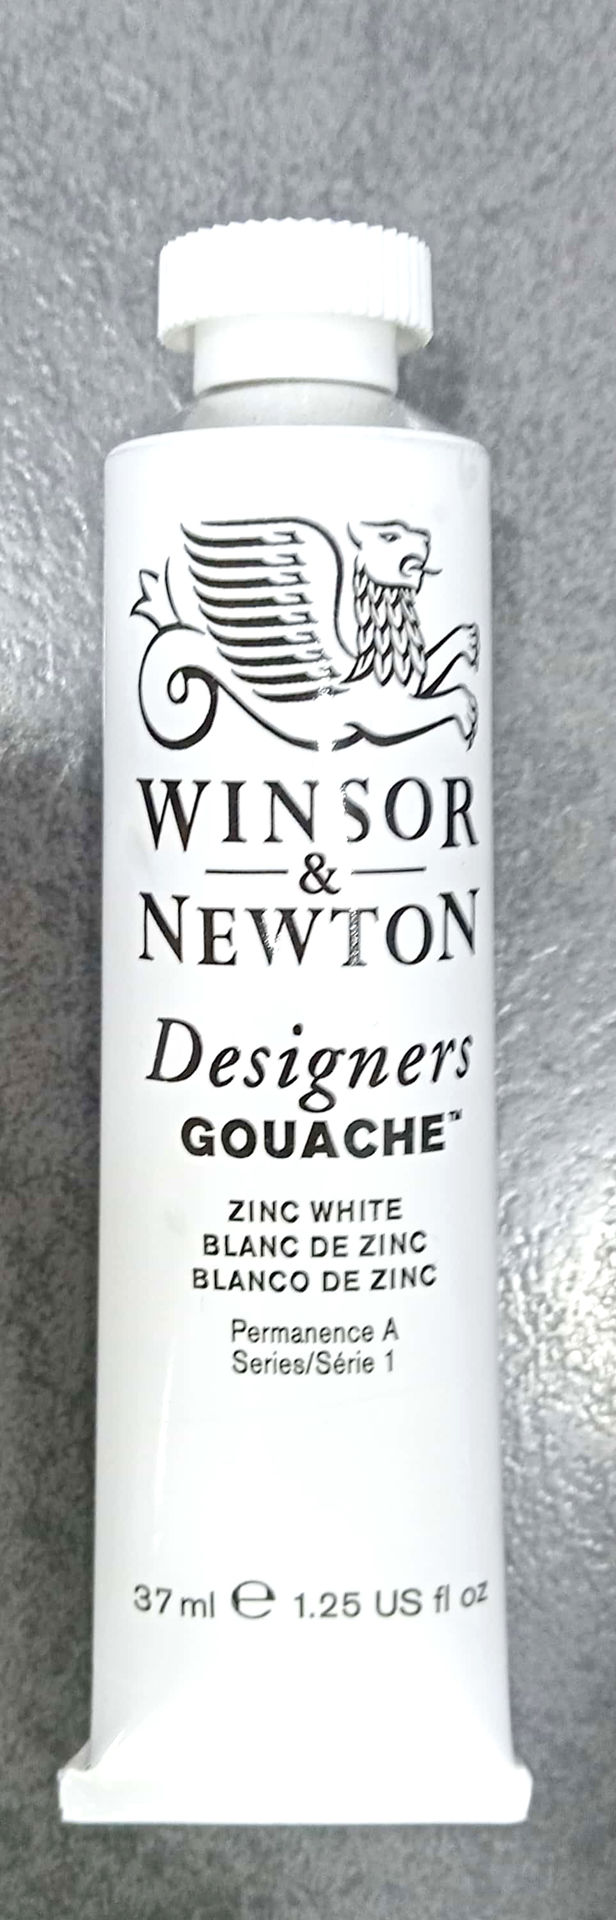 WINSOR
&
NEWTON
Designers
GOUACHE™
ZINC WHITE
BLANC DE ZINC
BLANCO DE ZINC
Permanence A
Series/Série 1
37 ml ℮ 1.25 US fl oz